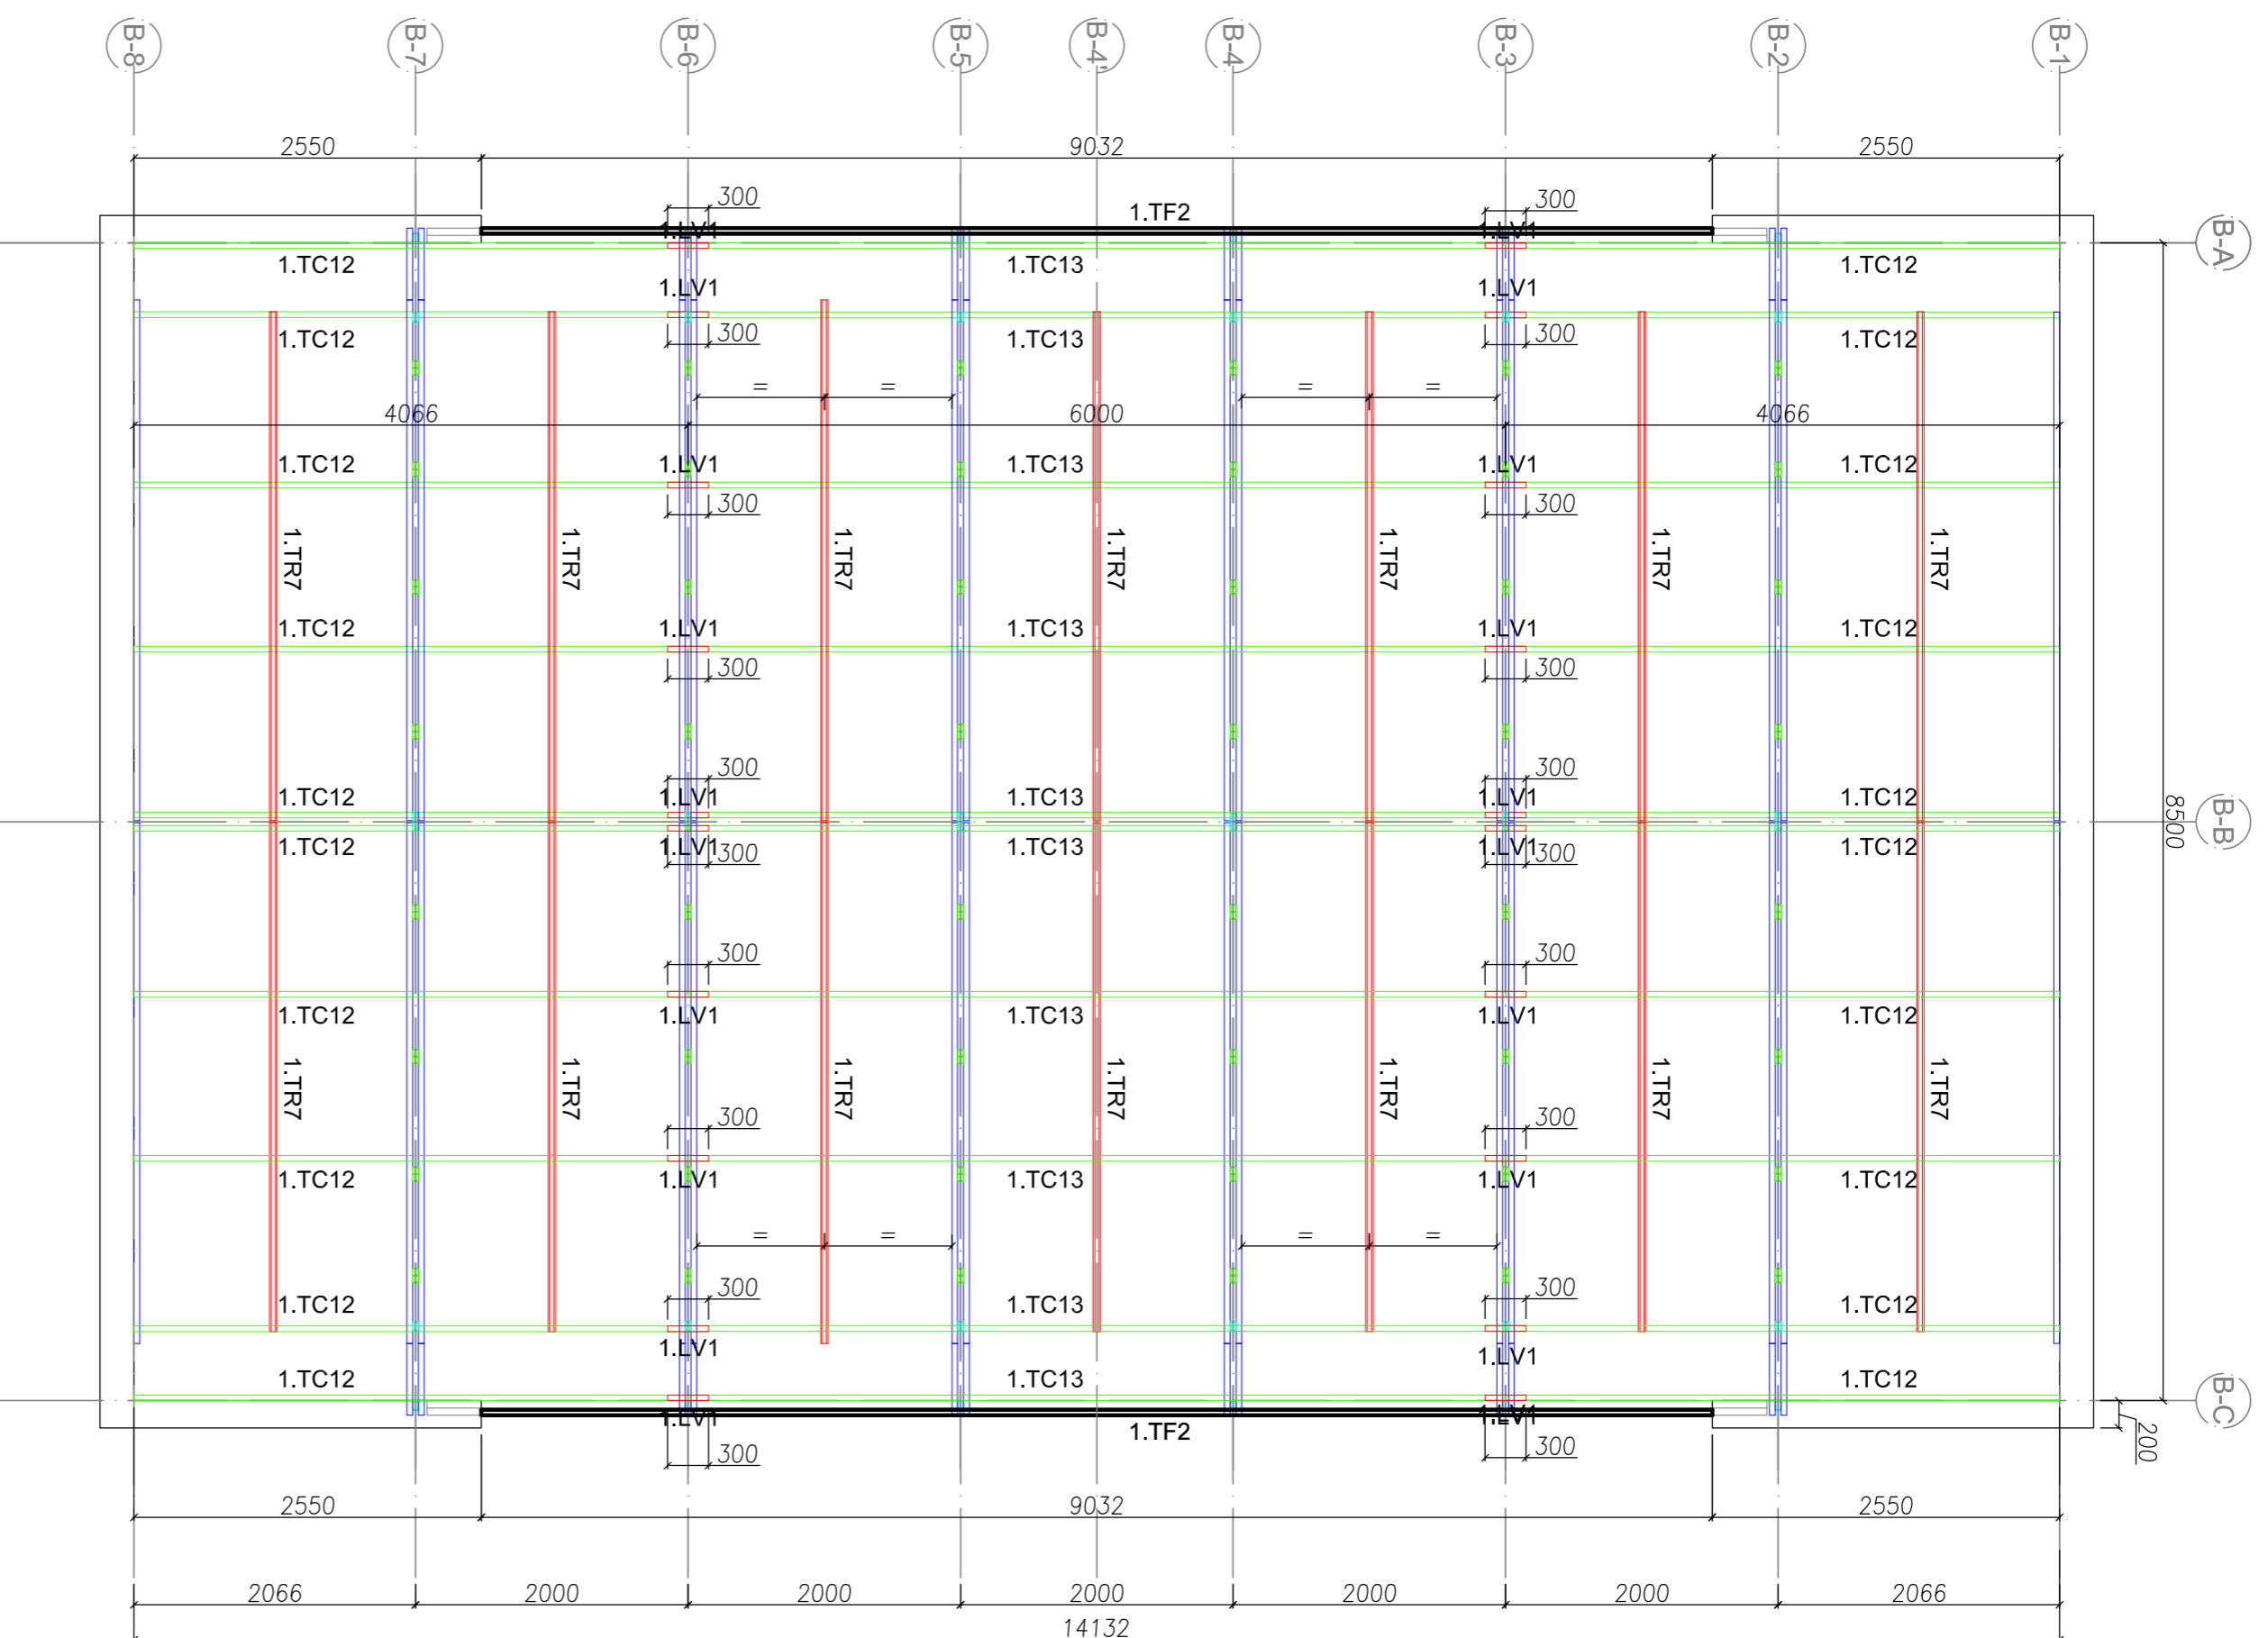 B-8 B-7 B-6 B-5 B-4' B-4 B-3 B-2 B-1
2550 9032 2550
300 300
1.TF2
1.LV1 1.LV1
B-A
1.TC12 1.TC13 1.TC12
1.LV1 1.LV1
1.TC12 300 1.TC13 300 1.TC12
= = = =
4066 6000 4066
1.TC12 1.LV1 1.TC13 1.LV1 1.TC12
300 300
1.TR7 1.TR7 1.TR7 1.TR7 1.TR7 1.TR7 1.TR7
1.TC12 1.LV1 1.TC13 1.LV1 1.TC12
300 300
300 300
1.TC12 1.LV1 1.TC13 1.LV1 1.TC12
8500
B-B
1.TC12 1.LV1 300 1.TC13 1.LV1 300 1.TC12
300 300
1.TC12 1.LV1 1.TC13 1.LV1 1.TC12
1.TR7 1.TR7 1.TR7 1.TR7 1.TR7 1.TR7 1.TR7
300 300
1.TC12 1.LV1 1.TC13 1.LV1 1.TC12
= = = =
300 300
1.TC12 1.TC13 1.TC12
1.LV1 1.LV1
1.TC12 1.TC13 1.TC12
B-C
1.LV1 1.LV1
1.TF2
300 300
200
2550 9032 2550
2066 2000 2000 2000 2000 2000 2066
14132